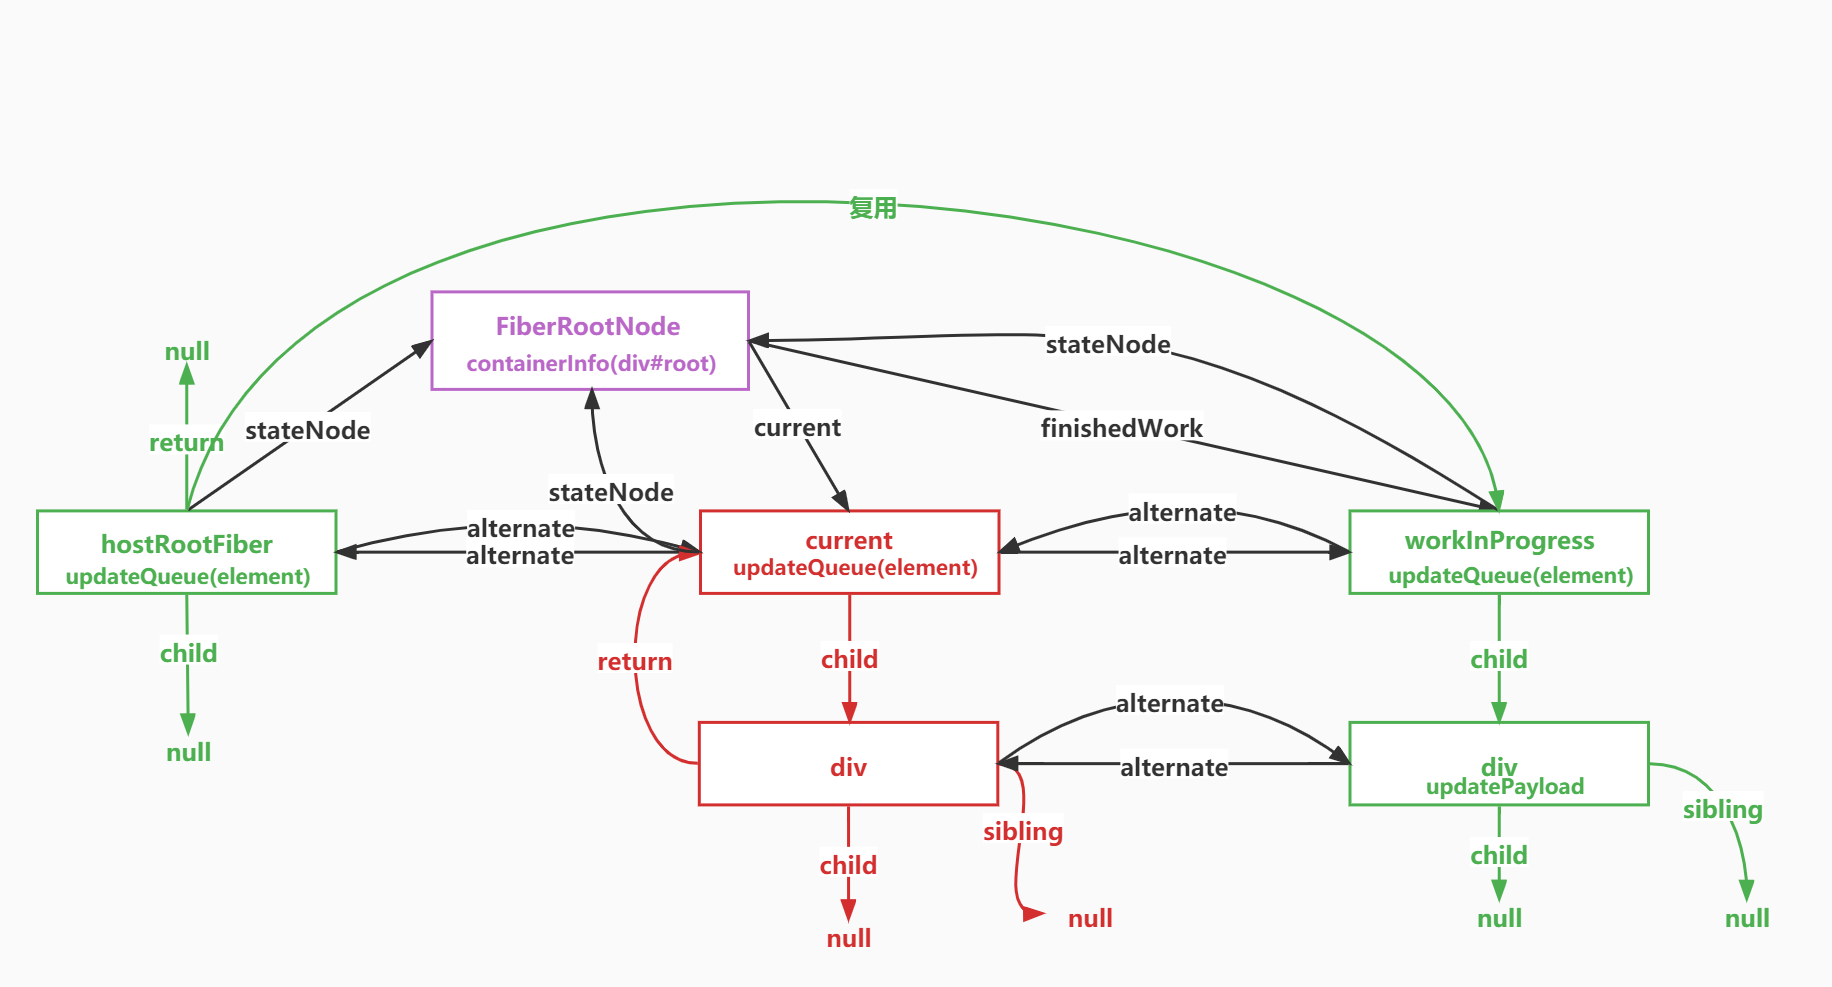 复用
FiberRootNode
containerInfo(div#root)
null
stateNode
return
stateNode
current
finishedWork
stateNode
alternate
alternate
alternate
alternate
hostRootFiber
updateQueue(element)
current
updateQueue(element)
workInProgress
updateQueue(element)
child
null
return
child
child
alternate
alternate
div
div
updatePayload
sibling
child
null
sibling
null
child
null
null